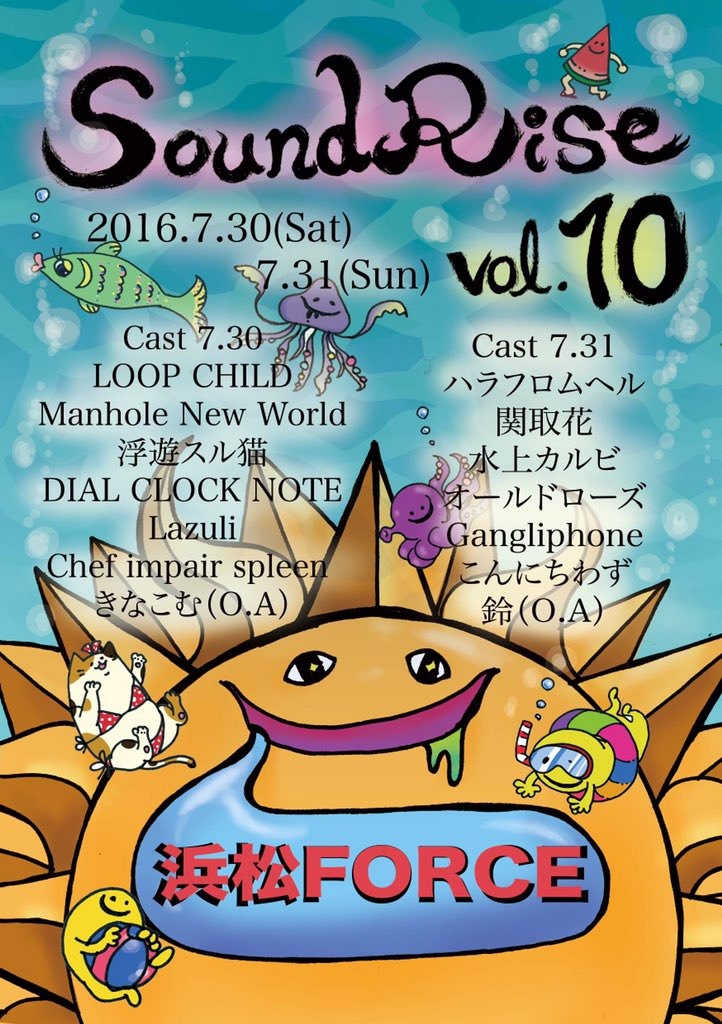 SoundRise
vol.10
2016.7.30(Sat)
7.31(Sun)
Cast 7.30
LOOP CHILD
Manhole New World
浮遊スル猫
DIAL CLOCK NOTE
Lazuli
Chef impair spleen
きなこむ(O.A)
Cast 7.31
ハラフロムヘル
関取花
水上カルビ
オールドローズ
Gangliphone
こんにちわず
鈴(O.A)
浜松FORCE